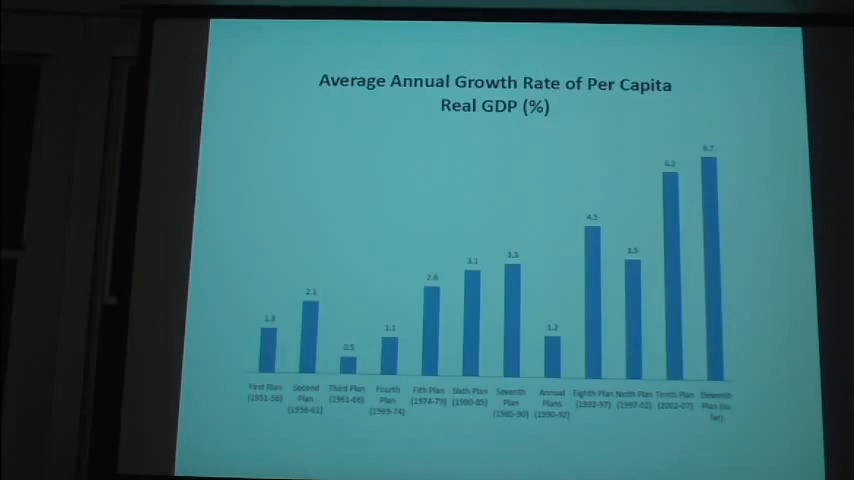 Average Annual Growth Rate of Per Capita
Real GDP (%)
1.3
2.1
0.5
1.1
2.6
3.1
3.3
1.2
4.5
3.5
6.2
6.7
First Plan
(1951-56)
Second
Plan
(1956-61)
Third Plan
(1961-66)
Fourth
Plan
(1969-74)
Fifth Plan
(1974-79)
Sixth Plan
(1980-85)
Seventh
Plan
(1985-90)
Annual
Plans
(1990-92)
Eighth Plan
(1992-97)
Ninth Plan
(1997-02)
Tenth Plan
(2002-07)
Eleventh
Plan (so
far)